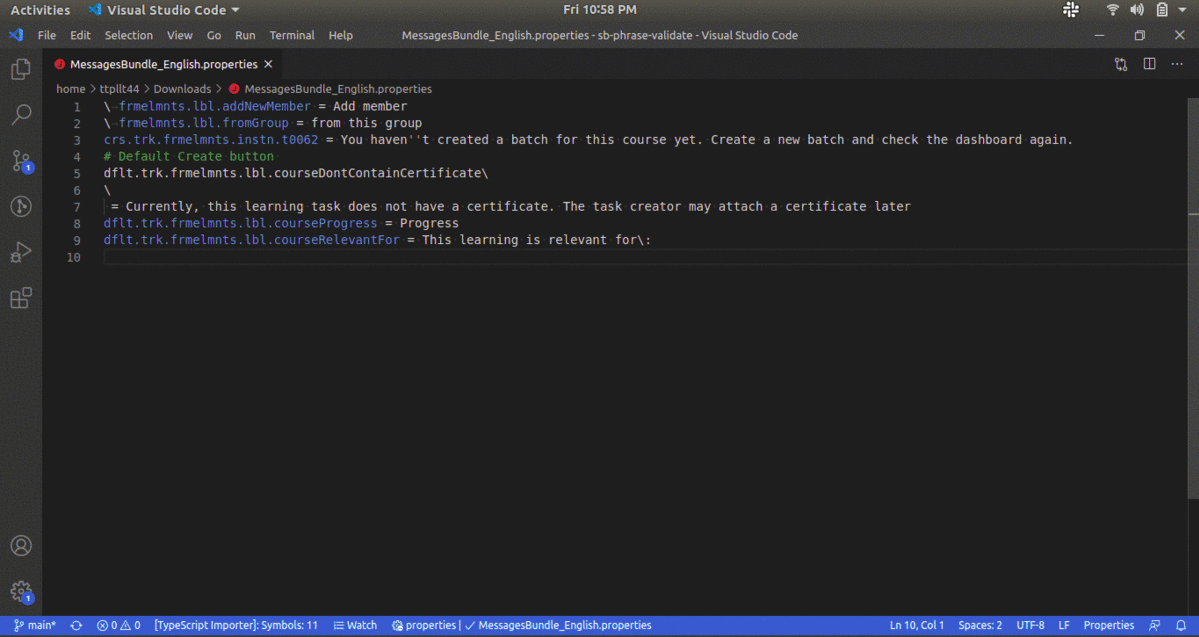 Activities Visual Studio Code Fri 10:58 PM
File Edit Selection View Go Run Terminal Help MessagesBundle_English.properties - sb-phrase-validate - Visual Studio Code
MessagesBundle_English.properties
home > ttpllt44 > Downloads > MessagesBundle_English.properties
1 \ frmelmnts.lbl.addNewMember = Add member
2 \ frmelmnts.lbl.fromGroup = from this group
3 crs.trk.frmelmnts.instn.t0062 = You haven''t created a batch for this course yet. Create a new batch and check the dashboard again.
4 # Default Create button
5 dflt.trk.frmelmnts.lbl.courseDontContainCertificate\
6 \
7 = Currently, this learning task does not have a certificate. The task creator may attach a certificate later
8 dflt.trk.frmelmnts.lbl.courseProgress = Progress
9 dflt.trk.frmelmnts.lbl.courseRelevantFor = This learning is relevant for\:
10
1
1
main* 0 0 [TypeScript Importer]: Symbols: 11 Watch properties | ✓ MessagesBundle_English.properties Ln 10, Col 1 Spaces: 2 UTF-8 LF Properties